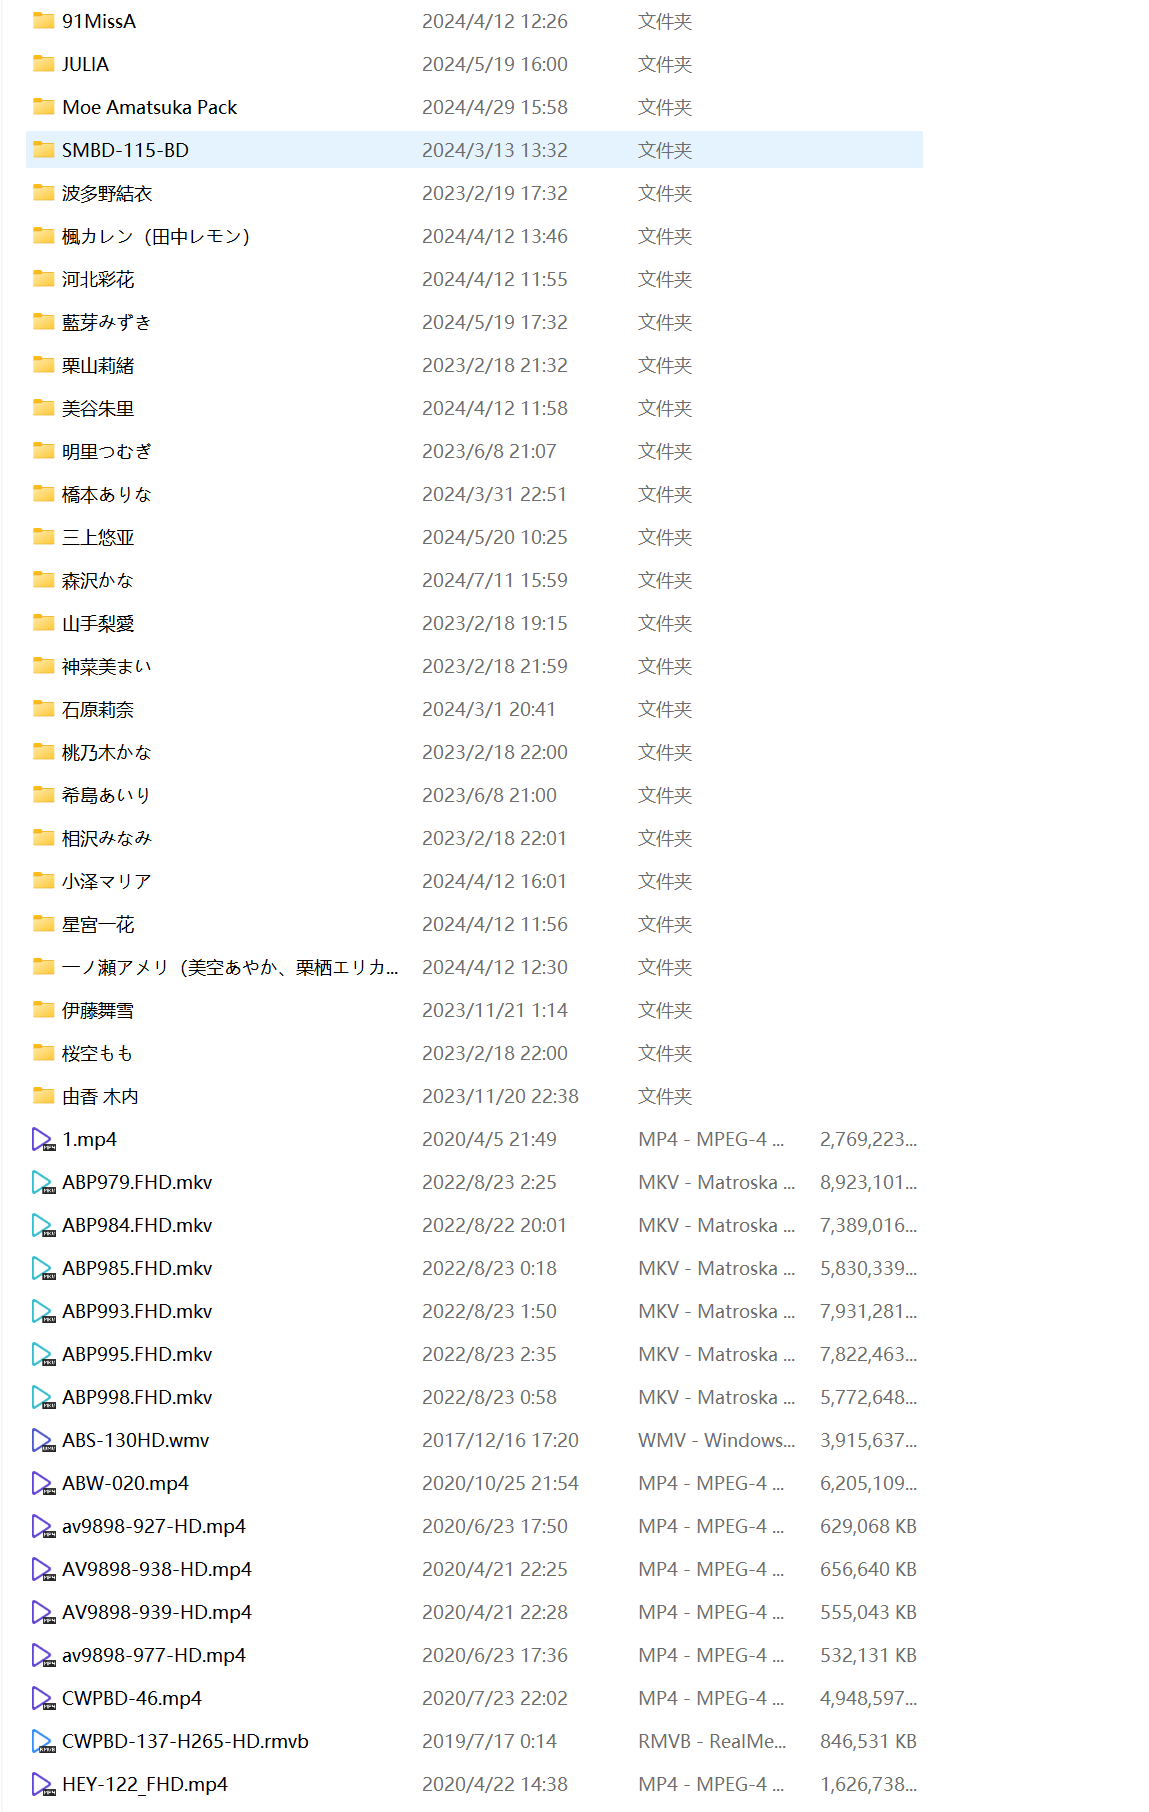 91MissA 2024/4/12 12:26 文件夹
JULIA 2024/5/19 16:00 文件夹
Moe Amatsuka Pack 2024/4/29 15:58 文件夹
SMBD-115-BD 2024/3/13 13:32 文件夹
波多野結衣 2023/2/19 17:32 文件夹
楓カレン（田中レモン） 2024/4/12 13:46 文件夹
河北彩花 2024/4/12 11:55 文件夹
藍芽みずき 2024/5/19 17:32 文件夹
栗山莉緒 2023/2/18 21:32 文件夹
美谷朱里 2024/4/12 11:58 文件夹
明里つむぎ 2023/6/8 21:07 文件夹
橋本ありな 2024/3/31 22:51 文件夹
三上悠亚 2024/5/20 10:25 文件夹
森沢かな 2024/7/11 15:59 文件夹
山手梨愛 2023/2/18 19:15 文件夹
神菜美まい 2023/2/18 21:59 文件夹
石原莉奈 2024/3/1 20:41 文件夹
桃乃木かな 2023/2/18 22:00 文件夹
希島あいり 2023/6/8 21:00 文件夹
相沢みなみ 2023/2/18 22:01 文件夹
小泽マリア 2024/4/12 16:01 文件夹
星宮一花 2024/4/12 11:56 文件夹
一ノ瀬アメリ（美空あやか、栗栖エリカ... 2024/4/12 12:30 文件夹
伊藤舞雪 2023/11/21 1:14 文件夹
桜空もも 2023/2/18 22:00 文件夹
由香 木内 2023/11/20 22:38 文件夹
1.mp4 2020/4/5 21:49 MP4 - MPEG-4 ... 2,769,223...
ABP979.FHD.mkv 2022/8/23 2:25 MKV - Matroska ... 8,923,101...
ABP984.FHD.mkv 2022/8/22 20:01 MKV - Matroska ... 7,389,016...
ABP985.FHD.mkv 2022/8/23 0:18 MKV - Matroska ... 5,830,339...
ABP993.FHD.mkv 2022/8/23 1:50 MKV - Matroska ... 7,931,281...
ABP995.FHD.mkv 2022/8/23 2:35 MKV - Matroska ... 7,822,463...
ABP998.FHD.mkv 2022/8/23 0:58 MKV - Matroska ... 5,772,648...
ABS-130HD.wmv 2017/12/16 17:20 WMV - Windows... 3,915,637...
ABW-020.mp4 2020/10/25 21:54 MP4 - MPEG-4 ... 6,205,109...
av9898-927-HD.mp4 2020/6/23 17:50 MP4 - MPEG-4 ... 629,068 KB
AV9898-938-HD.mp4 2020/4/21 22:25 MP4 - MPEG-4 ... 656,640 KB
AV9898-939-HD.mp4 2020/4/21 22:28 MP4 - MPEG-4 ... 555,043 KB
av9898-977-HD.mp4 2020/6/23 17:36 MP4 - MPEG-4 ... 532,131 KB
CWPBD-46.mp4 2020/7/23 22:02 MP4 - MPEG-4 ... 4,948,597...
CWPBD-137-H265-HD.rmvb 2019/7/17 0:14 RMVB - RealMe... 846,531 KB
HEY-122_FHD.mp4 2020/4/22 14:38 MP4 - MPEG-4 ... 1,626,738...